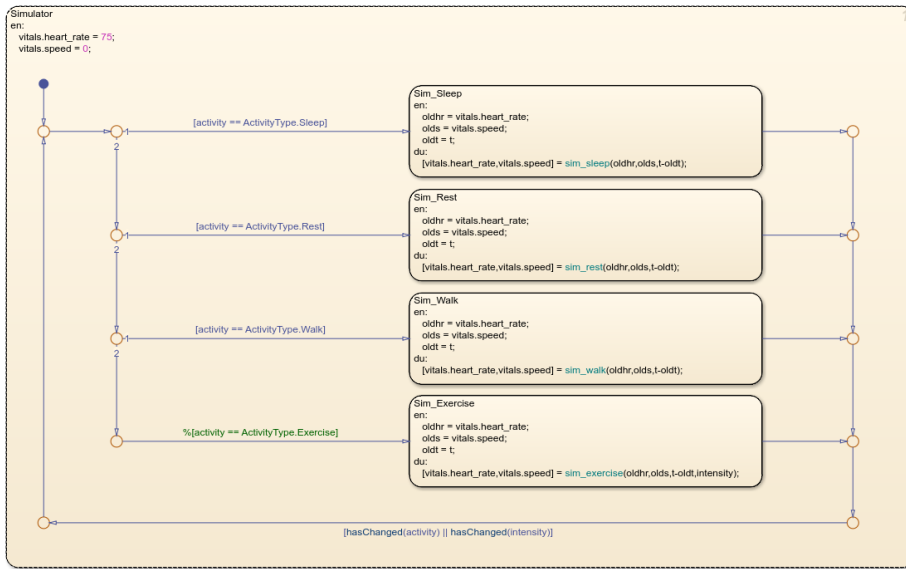 Simulator
en:
vitals.heart_rate = 75;
vitals.speed = 0;
Sim_Sleep
en:
oldhr = vitals.heart_rate;
olds = vitals.speed;
oldt = t;
du:
[vitals.heart_rate,vitals.speed] = sim_sleep(oldhr,olds,t-oldt);
[activity == ActivityType.Sleep]
1
2
Sim_Rest
en:
oldhr = vitals.heart_rate;
olds = vitals.speed;
oldt = t;
du:
[vitals.heart_rate,vitals.speed] = sim_rest(oldhr,olds,t-oldt);
[activity == ActivityType.Rest]
1
2
Sim_Walk
en:
oldhr = vitals.heart_rate;
olds = vitals.speed;
oldt = t;
du:
[vitals.heart_rate,vitals.speed] = sim_walk(oldhr,olds,t-oldt);
[activity == ActivityType.Walk]
1
2
Sim_Exercise
en:
oldhr = vitals.heart_rate;
olds = vitals.speed;
oldt = t;
du:
[vitals.heart_rate,vitals.speed] = sim_exercise(oldhr,olds,t-oldt,intensity);
%[activity == ActivityType.Exercise]
[hasChanged(activity) || hasChanged(intensity)]